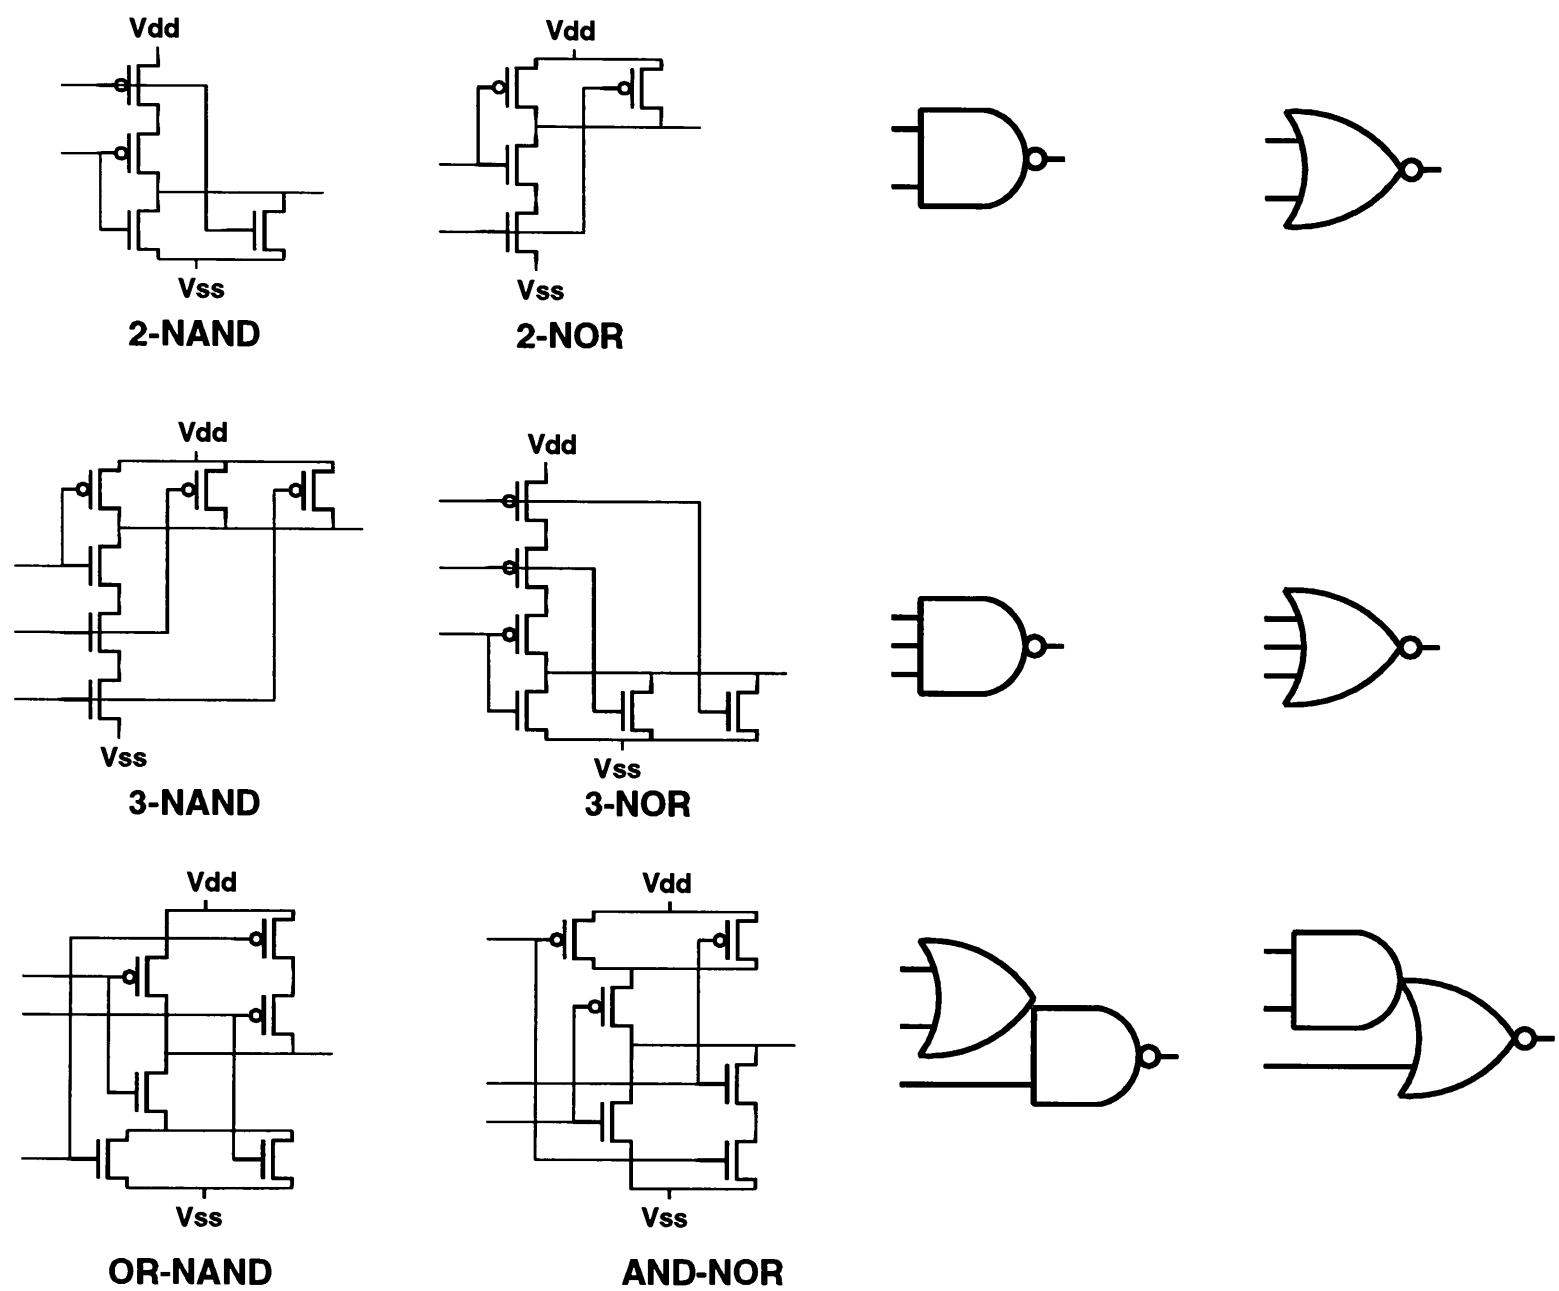 Vdd
Vdd
Vss
Vss
2-NAND
2-NOR
Vdd
Vdd
Vss
Vss
3-NAND
3-NOR
Vdd
Vdd
Vss
Vss
OR-NAND
AND-NOR